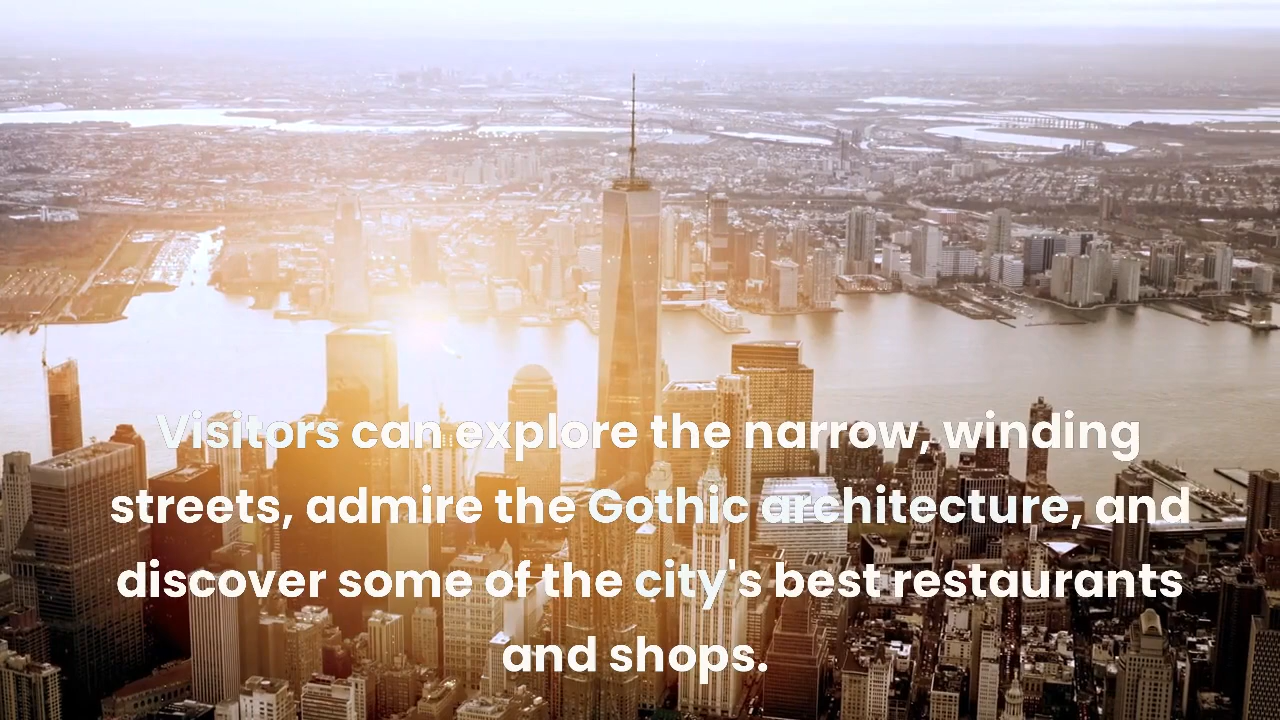 Visitors can explore the narrow, winding
streets, admire the Gothic architecture, and
discover some of the city's best restaurants
and shops.